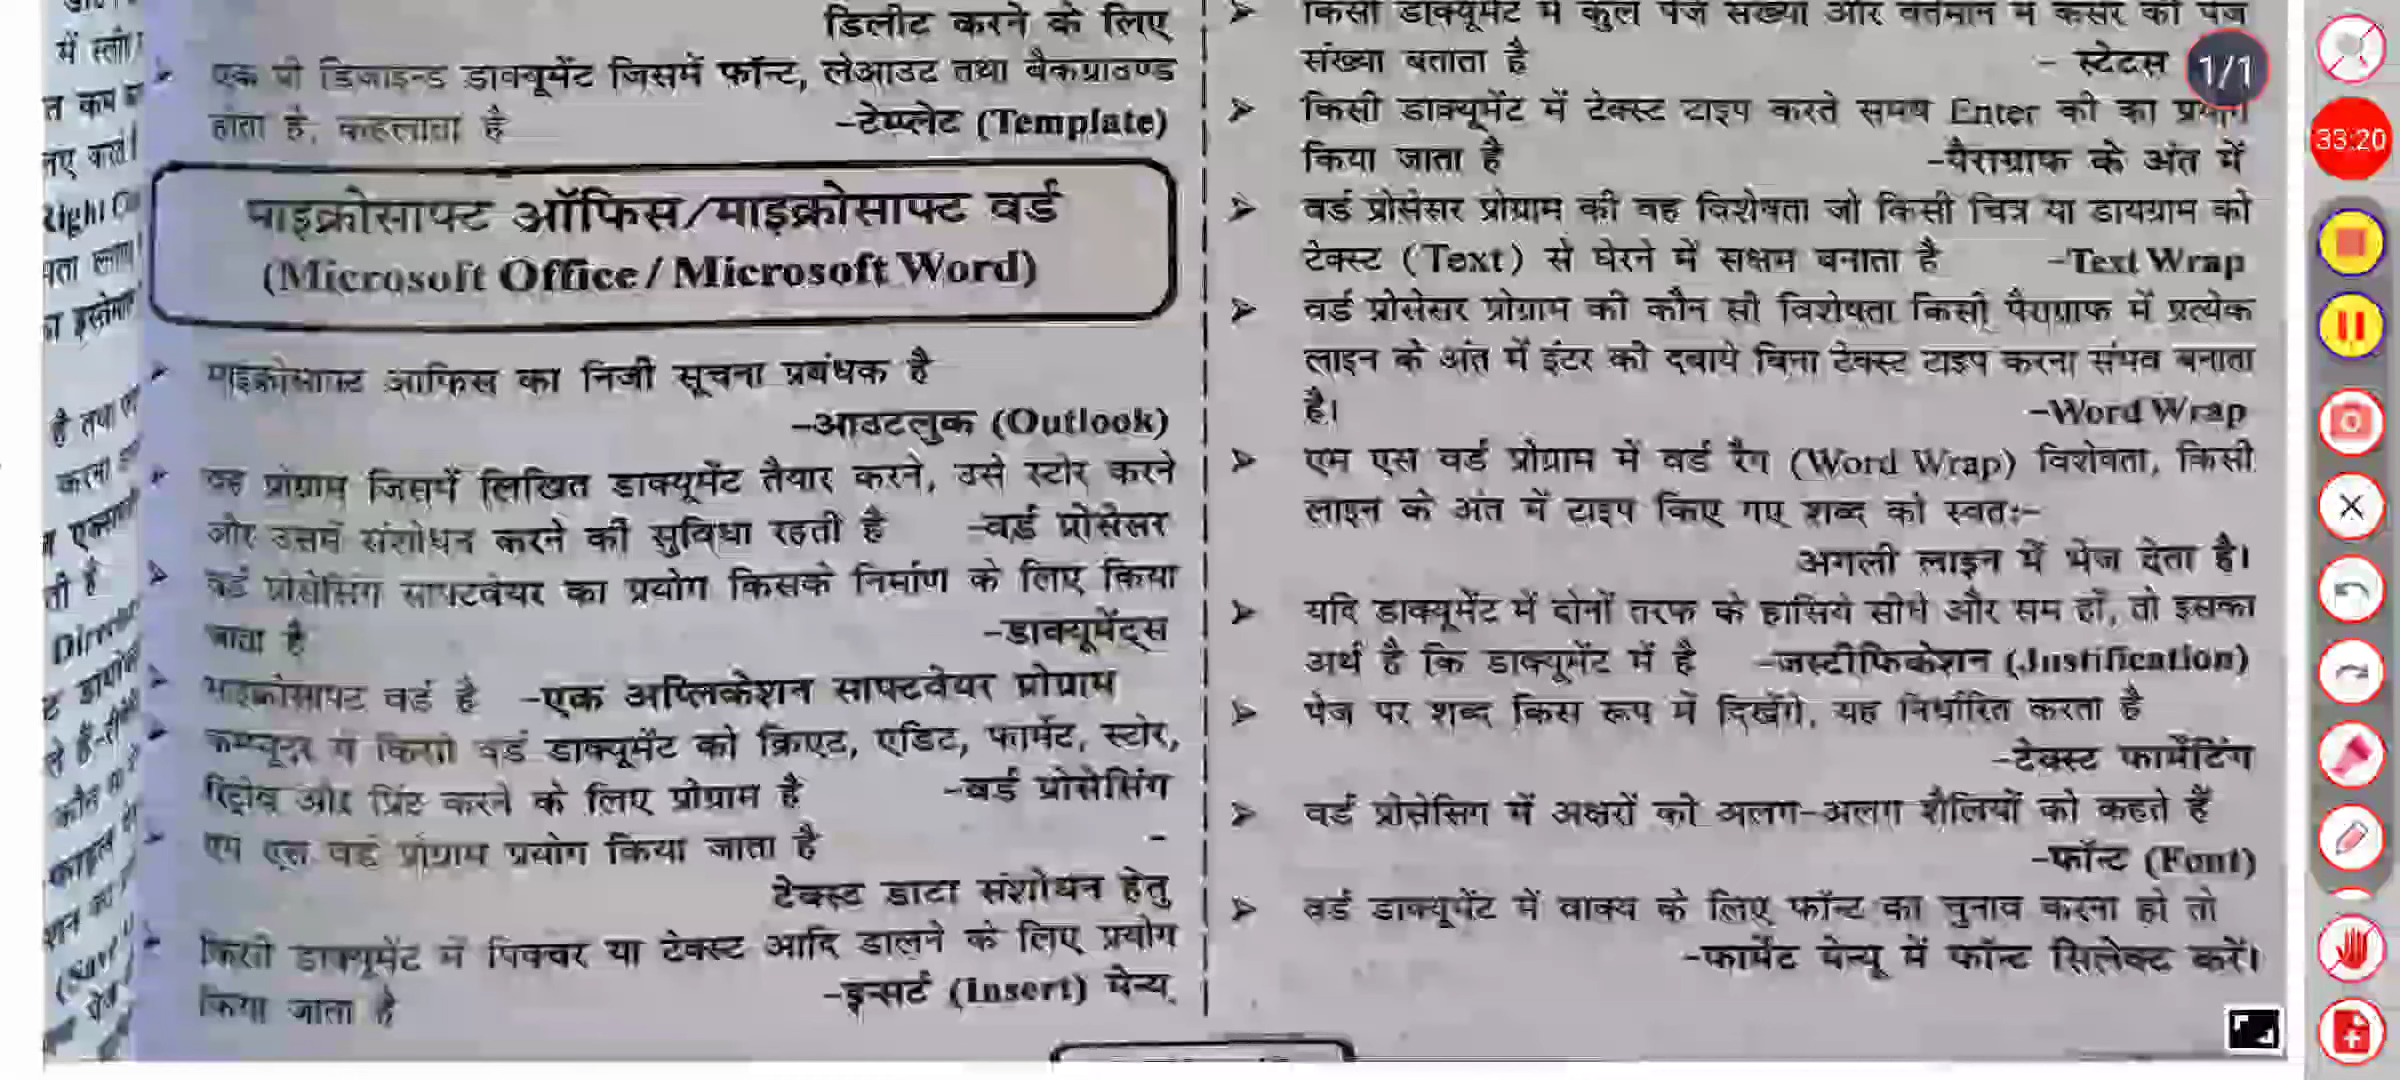 डिलीट करने के लिए
एक प्री डिजाइन्ड डाक्यूमेंट जिसमें फॉन्ट, लेआउट तथा बैकग्राउण्ड
होता है, कहलाता है -टेम्प्लेट (Template)
माइक्रोसाफ्ट ऑफिस/माइक्रोसाफ्ट वर्ड
(Microsoft Office / Microsoft Word)
माइक्रोसाफ्ट आफिस का निजी सूचना प्रबंधक है
-आउटलुक (Outlook)
वह प्रोग्राम जिसमें लिखित डाक्यूमेंट तैयार करने, उसे स्टोर करने
और उसमें संशोधन करने की सुविधा रहती है -वर्ड प्रोसेसर
वर्ड प्रोसेसिंग साफ्टवेयर का प्रयोग किसके निर्माण के लिए किया
जाता है -डाक्यूमेंट्स
माइक्रोसाफ्ट वर्ड है -एक अप्लिकेशन साफ्टवेयर प्रोग्राम
कम्प्यूटर में किसी वर्ड डाक्यूमेंट को क्रिएट, एडिट, फार्मेट, स्टोर,
रिट्रीव और प्रिंट करने के लिए प्रोग्राम है -वर्ड प्रोसेसिंग
एम एस वर्ड प्रोग्राम प्रयोग किया जाता है -
टेक्स्ट डाटा संशोधन हेतु
किसी डाक्यूमेंट में पिक्चर या टेक्स्ट आदि डालने के लिए प्रयोग
किया जाता है -इन्सर्ट (Insert) मेन्यू
किसी डाक्यूमेंट में कुल पेज संख्या और वर्तमान में कर्सर की पेज
संख्या बताता है - स्टेटस
किसी डाक्यूमेंट में टेक्स्ट टाइप करते समय Enter की का प्रयोग
किया जाता है -पैराग्राफ के अंत में
वर्ड प्रोसेसर प्रोग्राम की वह विशेषता जो किसी चित्र या डायग्राम को
टेक्स्ट (Text) से घेरने में सक्षम बनाता है -Text Wrap
वर्ड प्रोसेसर प्रोग्राम की कौन सी विशेषता किसी पैराग्राफ में प्रत्येक
लाइन के अंत में इंटर की दबाये बिना टेक्स्ट टाइप करना संभव बनाता
है। -Word Wrap
एम एस वर्ड प्रोग्राम में वर्ड रैप (Word Wrap) विशेषता, किसी
लाइन के अंत में टाइप किए गए शब्द को स्वतः-
अगली लाइन में भेज देता है।
यदि डाक्यूमेंट में दोनों तरफ के हासिये सीधे और सम हों, तो इसका
अर्थ है कि डाक्यूमेंट में है -जस्टीफिकेशन (Justification)
पेज पर शब्द किस रूप में दिखेंगे, यह निर्धारित करता है
-टेक्स्ट फार्मेटिंग
वर्ड प्रोसेसिंग में अक्षरों को अलग-अलग शैलियों को कहते हैं
-फॉन्ट (Font)
वर्ड डाक्यूमेंट में वाक्य के लिए फॉन्ट का चुनाव करना हो तो
-फार्मेट मेन्यू में फॉन्ट सिलेक्ट करें।
1/1
33:20